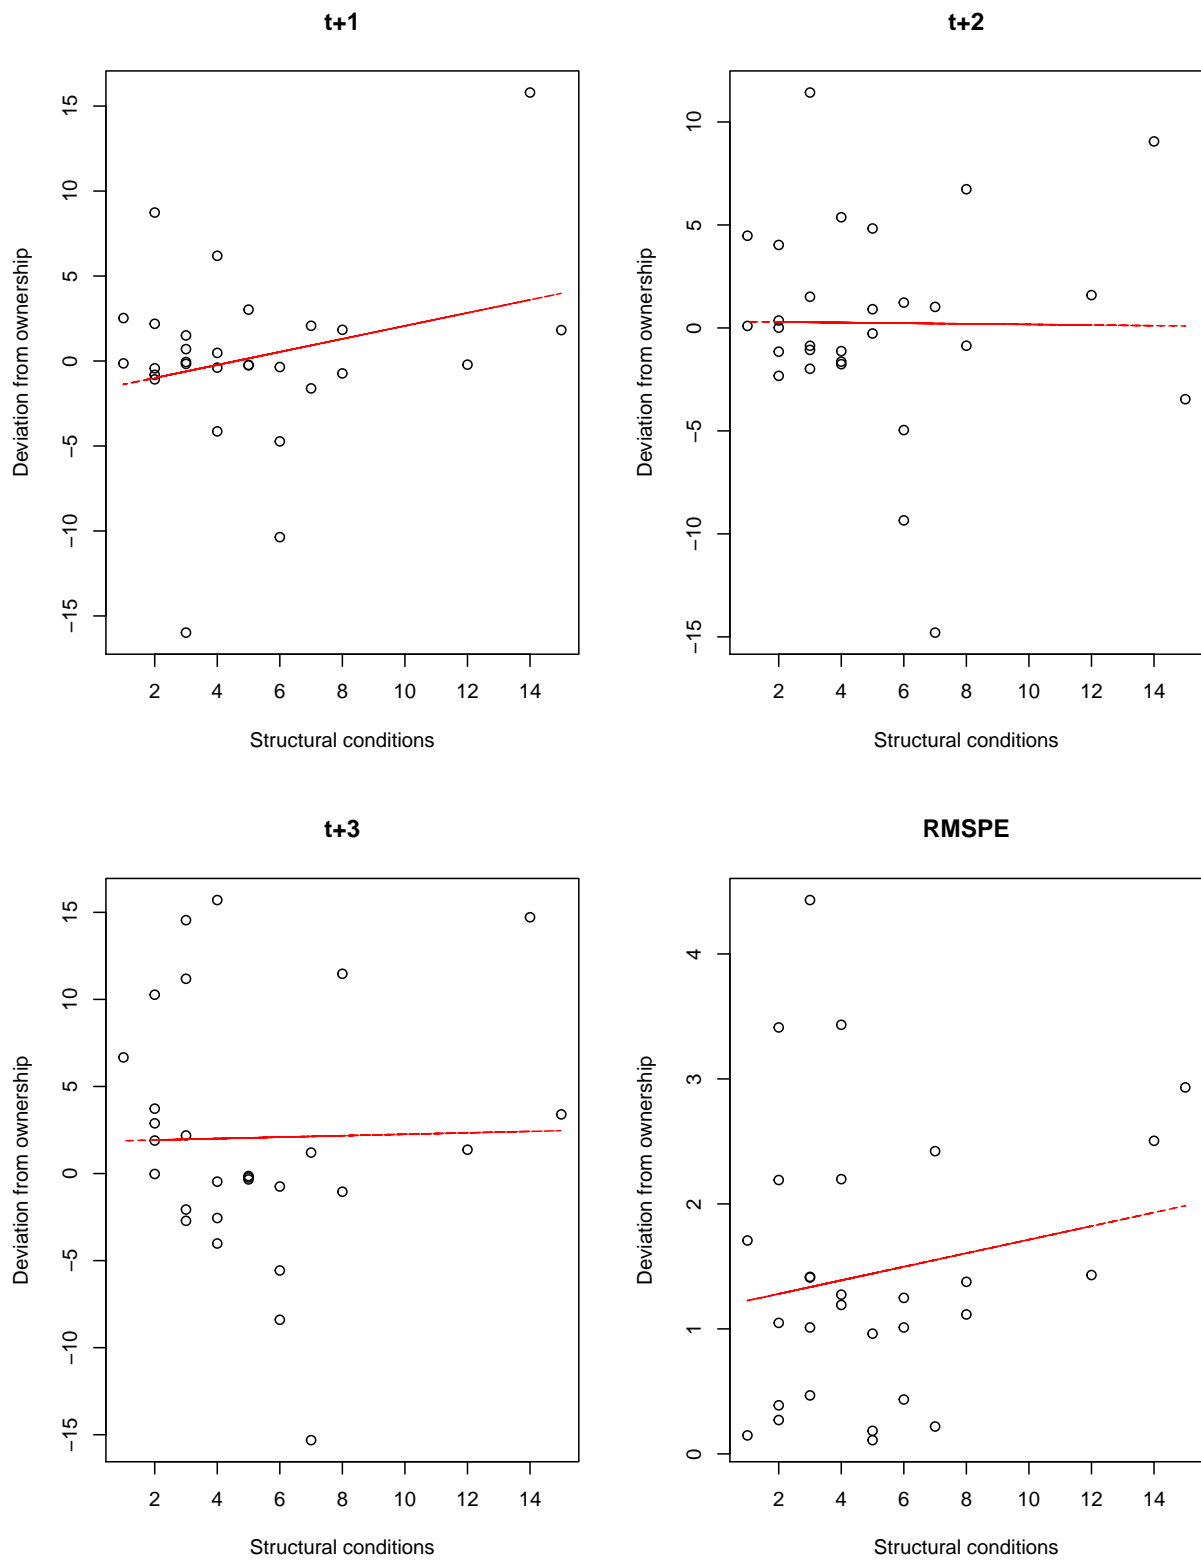 t+1
15
10
5
0
−5
−10
−15
Deviation from ownership
2 4 6 8 10 12 14
Structural conditions
t+2
10
5
0
−5
−10
−15
Deviation from ownership
2 4 6 8 10 12 14
Structural conditions
t+3
15
10
5
0
−5
−10
−15
Deviation from ownership
2 4 6 8 10 12 14
Structural conditions
RMSPE
4
3
2
1
0
Deviation from ownership
2 4 6 8 10 12 14
Structural conditions